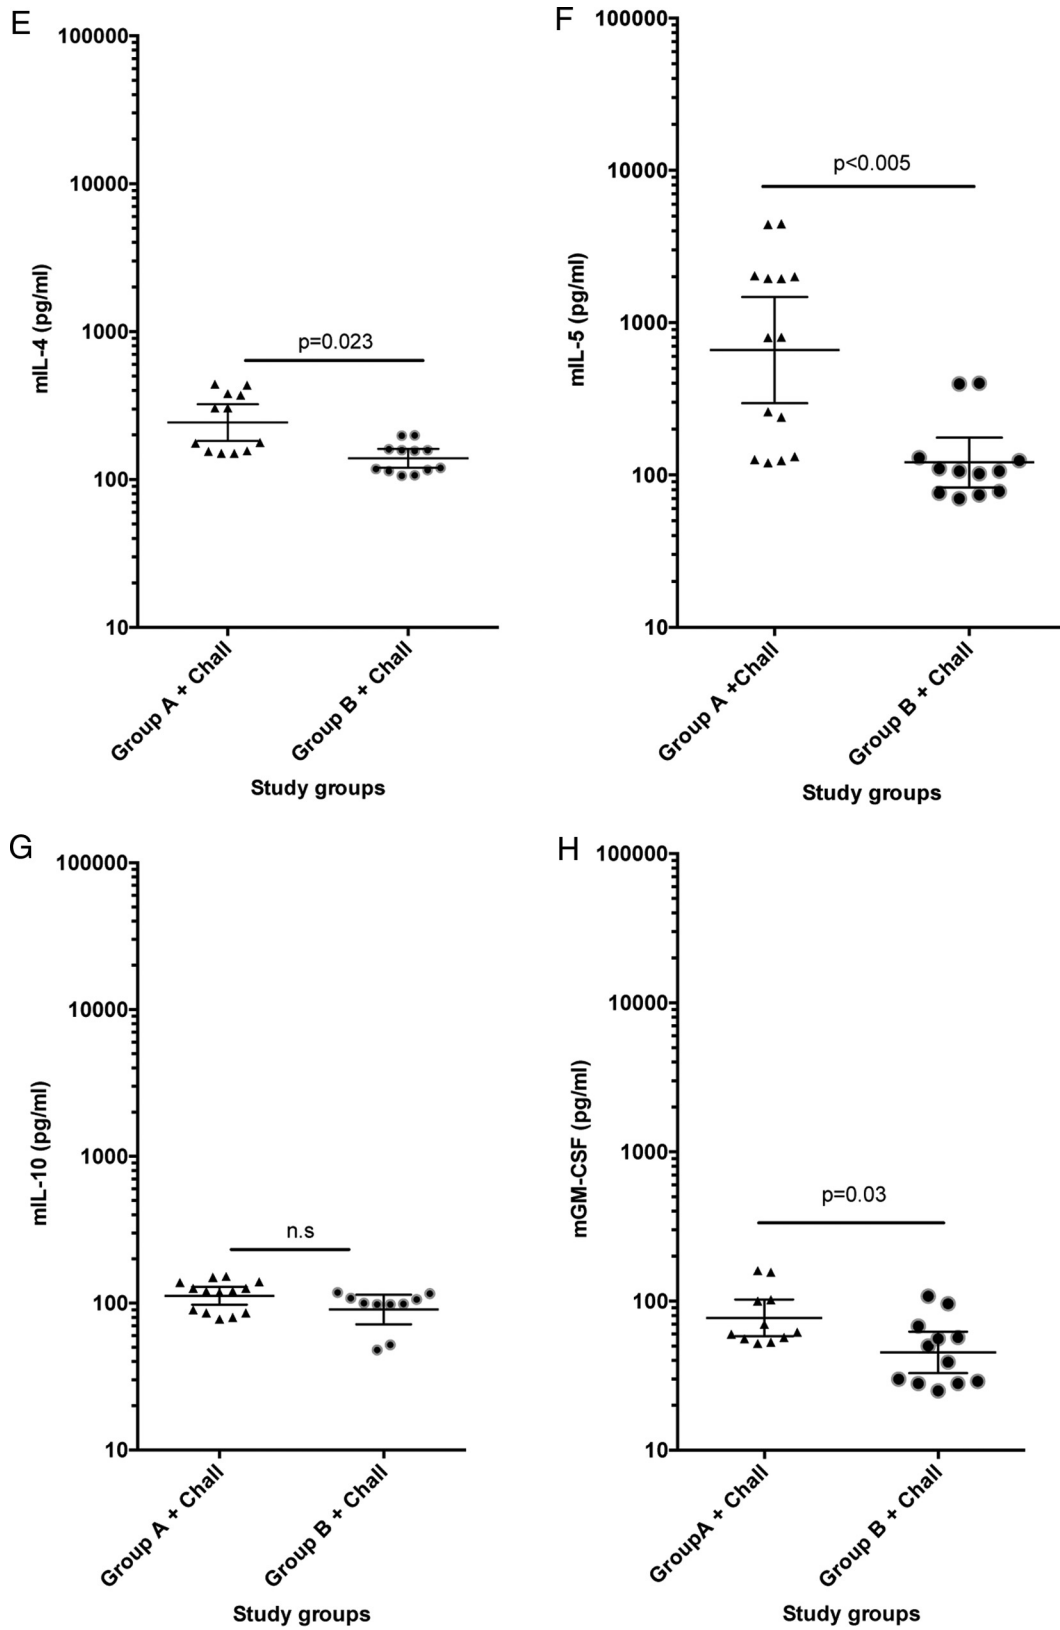 E
100000
10000
1000
100
10
mIL-4 (pg/ml)
p=0.023
Group A + Chall
Group B + Chall
Study groups
F
100000
10000
1000
100
10
mIL-5 (pg/ml)
p<0.005
Group A +Chall
Group B + Chall
Study groups
G
100000
10000
1000
100
10
mIL-10 (pg/ml)
n.s
Group A + Chall
Group B + Chall
Study groups
H
100000
10000
1000
100
10
mGM-CSF (pg/ml)
p=0.03
GroupA + Chall
Group B + Chall
Study groups